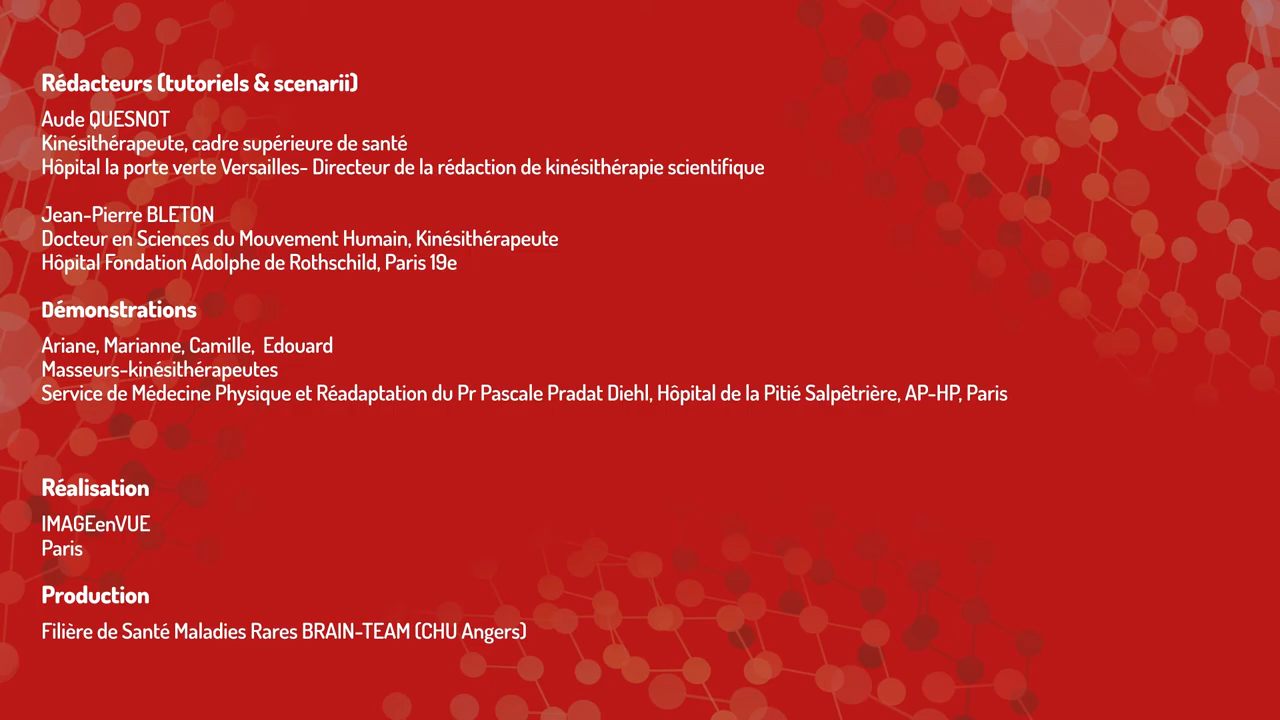 Rédacteurs (tutoriels & scenarii)
Aude QUESNOT
Kinésithérapeute, cadre supérieure de santé
Hôpital la porte verte Versailles- Directeur de la rédaction de kinésithérapie scientifique
Jean-Pierre BLETON
Docteur en Sciences du Mouvement Humain, Kinésithérapeute
Hôpital Fondation Adolphe de Rothschild, Paris 19e
Démonstrations
Ariane, Marianne, Camille,  Edouard
Masseurs-kinésithérapeutes
Service de Médecine Physique et Réadaptation du Pr Pascale Pradat Diehl, Hôpital de la Pitié Salpêtrière, AP-HP, Paris
Réalisation
IMAGEenVUE
Paris
Production
Filière de Santé Maladies Rares BRAIN-TEAM (CHU Angers)